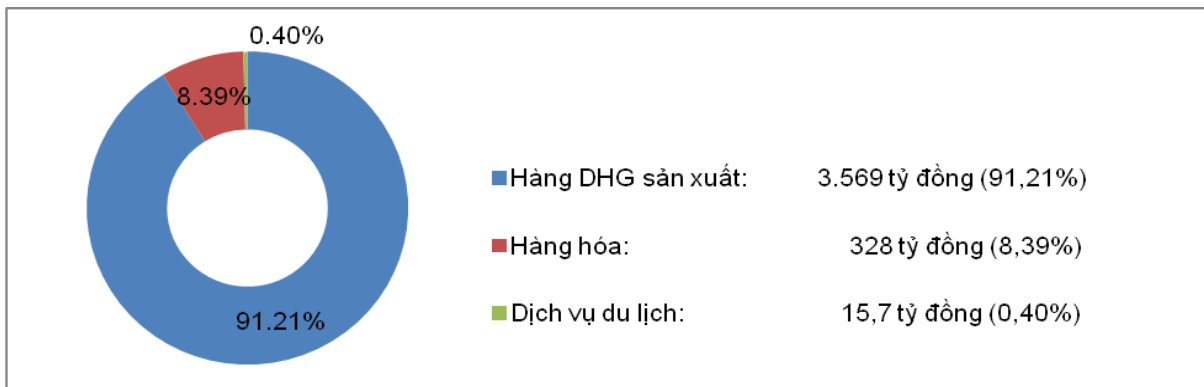 0.40%
8.39%
91.21%
Hàng DHG sản xuất: 3.569 tỷ đồng (91,21%)
Hàng hóa: 328 tỷ đồng (8,39%)
Dịch vụ du lịch: 15,7 tỷ đồng (0,40%)